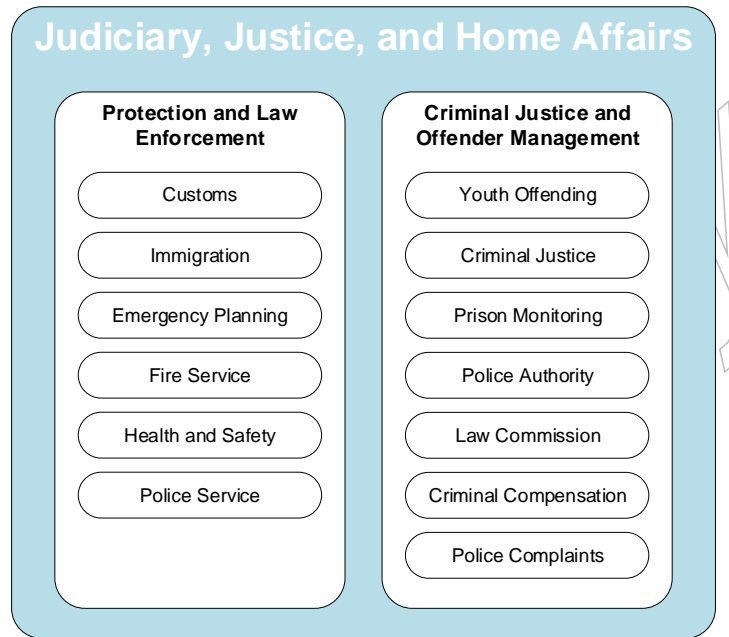 Judiciary, Justice, and Home Affairs
Protection and Law
Enforcement
Customs
Immigration
Emergency Planning
Fire Service
Health and Safety
Police Service
Criminal Justice and
Offender Management
Youth Offending
Criminal Justice
Prison Monitoring
Police Authority
Law Commission
Criminal Compensation
Police Complaints